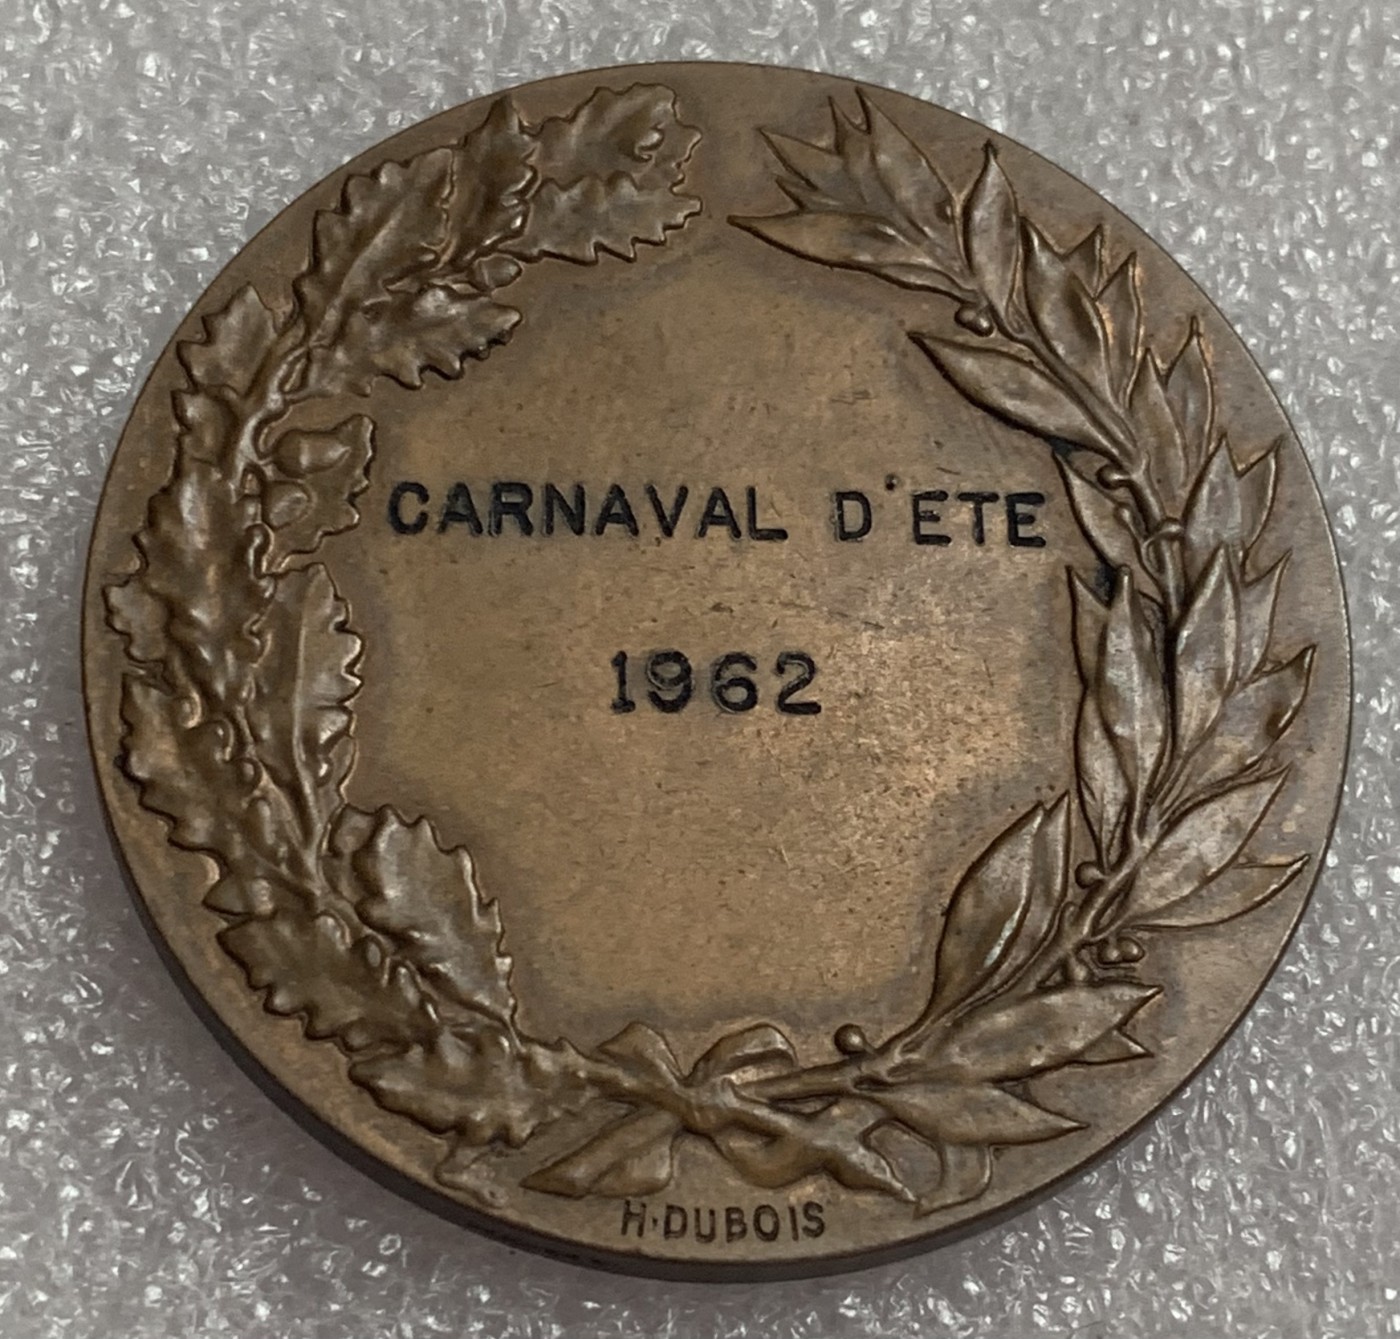 CARNAVAL D'ETE
1962
H·DUBOIS